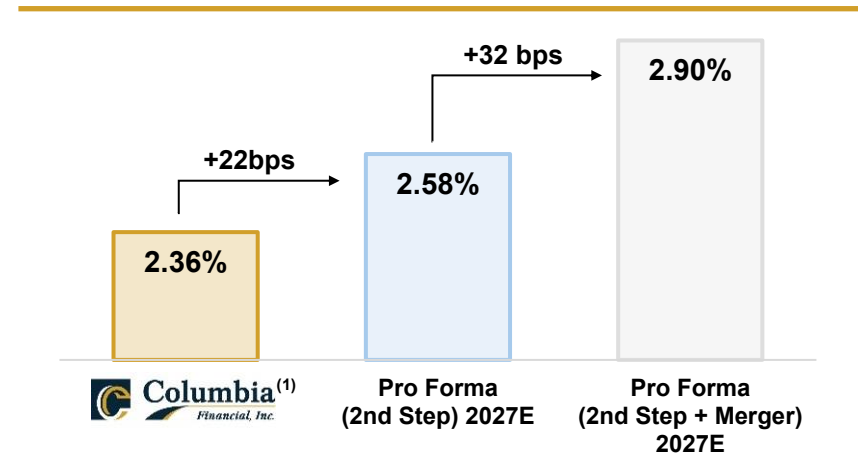 +32 bps
2.90%
+22bps
2.58%
2.36%
Columbia(1)
Financial, Inc.
Pro Forma
(2nd Step) 2027E
Pro Forma
(2nd Step + Merger)
2027E